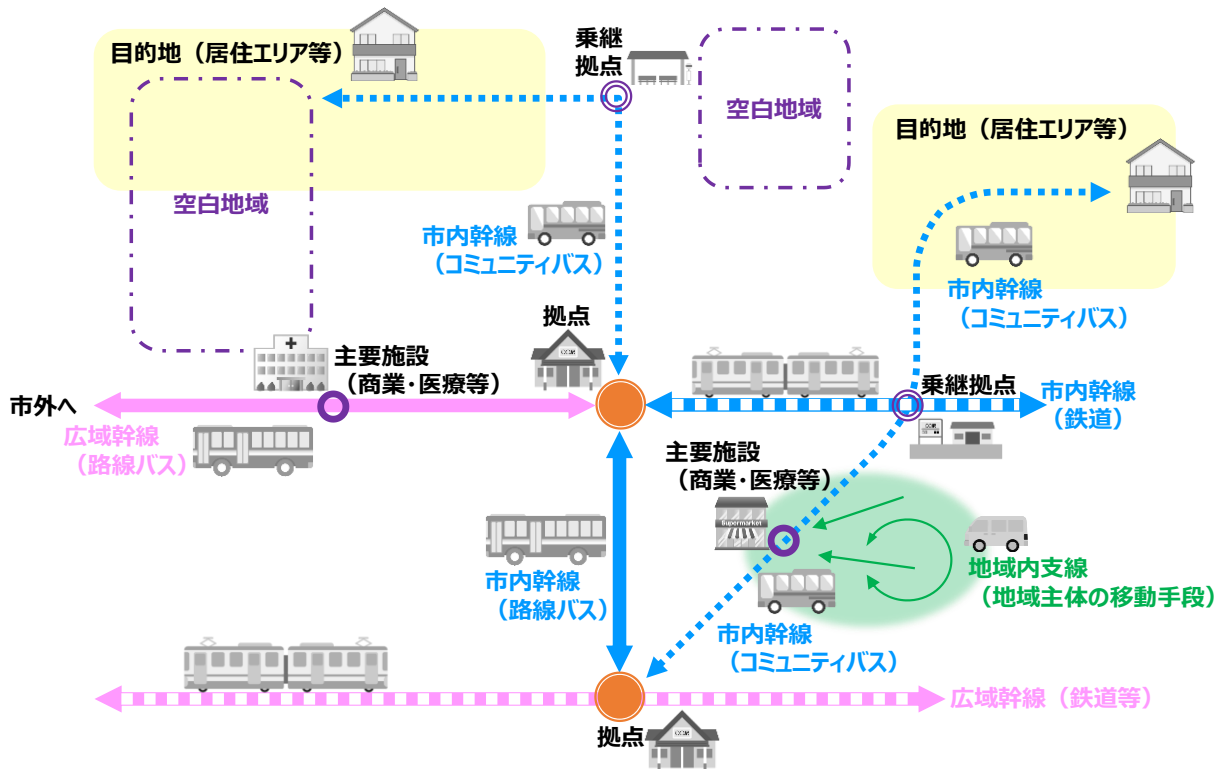 目的地（居住エリア等）
乗継
拠点
空白地域
目的地（居住エリア等）
空白地域
市内幹線
（コミュニティバス）
市内幹線
（コミュニティバス）
拠点
主要施設
（商業・医療等）
市外へ
広域幹線
（路線バス）
乗継拠点
市内幹線
（鉄道）
主要施設
（商業・医療等）
Supermarket
市内幹線
（路線バス）
地域内支線
（地域主体の移動手段）
市内幹線
（コミュニティバス）
広域幹線（鉄道等）
拠点